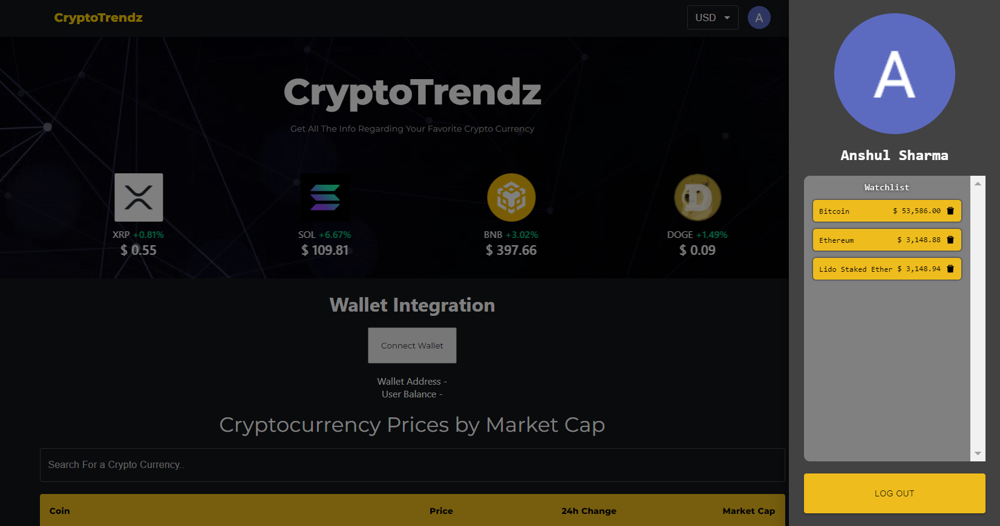 CryptoTrendz
USD
A
CryptoTrendz
Get All The Info Regarding Your Favorite Crypto Currency
XRP +0.81%
$ 0.55
SOL +6.67%
$ 109.81
BNB +3.02%
$ 397.66
DOGE +1.49%
$ 0.09
Wallet Integration
Connect Wallet
Wallet Address -
User Balance -
Cryptocurrency Prices by Market Cap
Search For a Crypto Currency..
Coin Price 24h Change Market Cap
A
Anshul Sharma
Watchlist
Bitcoin $ 53,586.00
Ethereum $ 3,148.88
Lido Staked Ether $ 3,148.94
LOG OUT